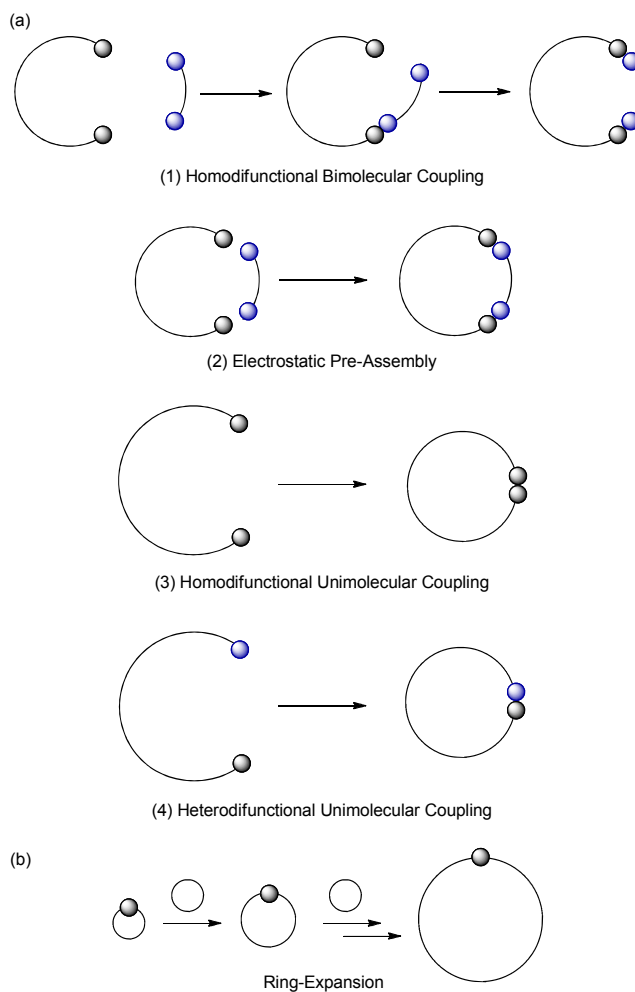 (a)
(1) Homodifunctional Bimolecular Coupling
(2) Electrostatic Pre-Assembly
(3) Homodifunctional Unimolecular Coupling
(4) Heterodifunctional Unimolecular Coupling
(b)
Ring-Expansion